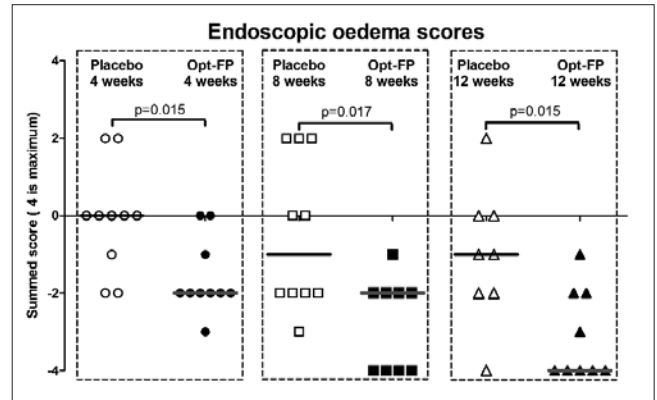 Endoscopic oedema scores
Placebo Opt-FP Placebo Opt-FP Placebo Opt-FP
4 weeks 4 weeks 8 weeks 8 weeks 12 weeks 12 weeks
p=0.015 p=0.017 p=0.015
Summed score ( 4 is maximum)
4
2
0
-2
-4